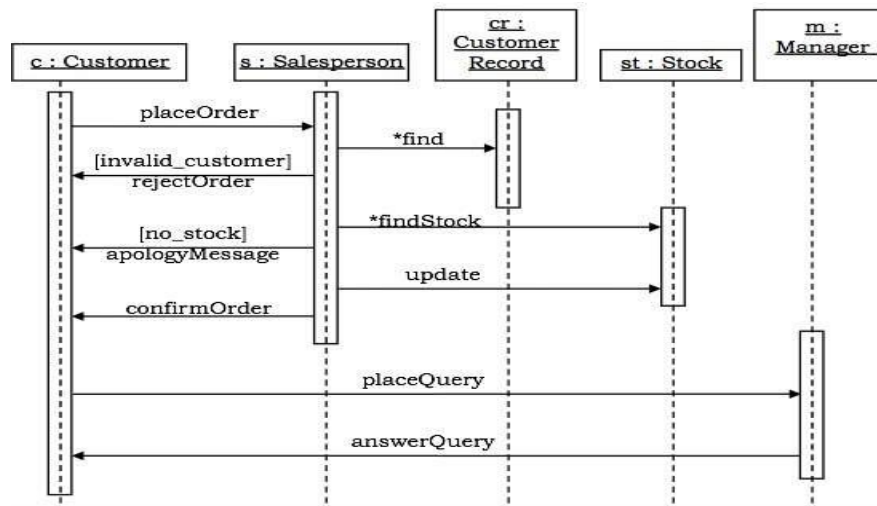 c : Customer
s : Salesperson
cr :
Customer
Record
st : Stock
m :
Manager
placeOrder
*find
[invalid_customer]
rejectOrder
*findStock
[no_stock]
apologyMessage
update
confirmOrder
placeQuery
answerQuery